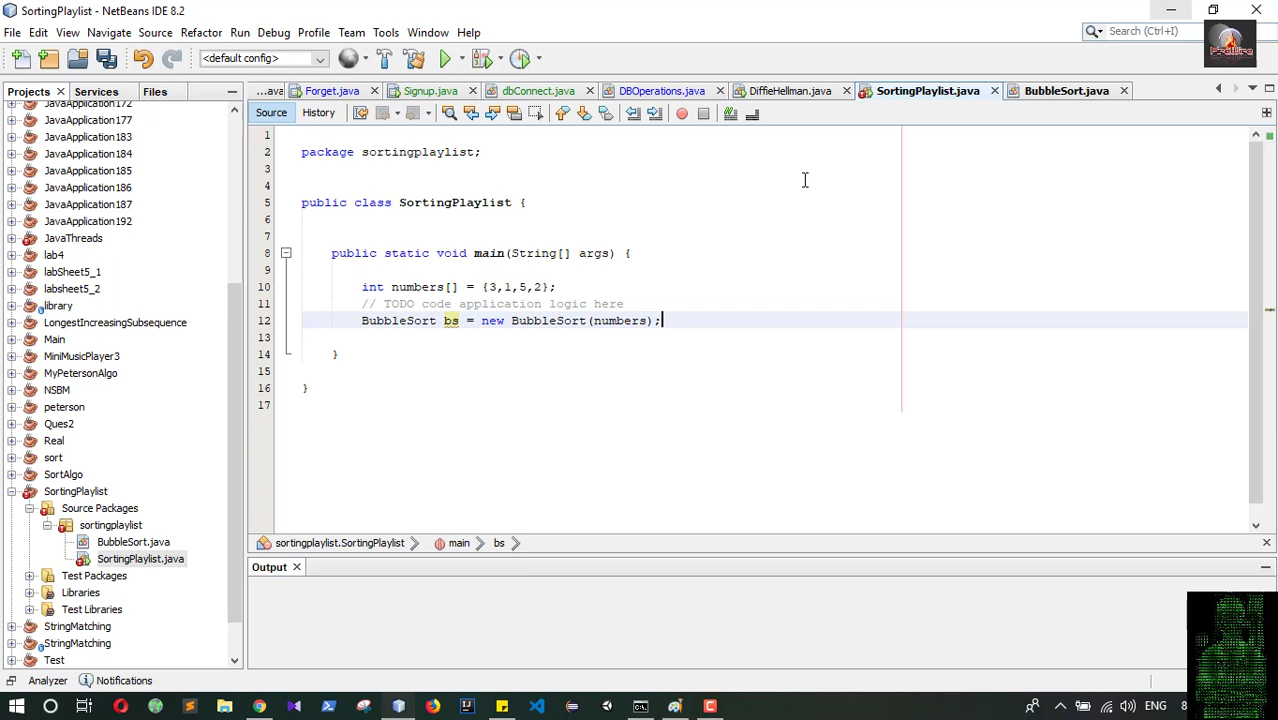 SortingPlaylist - NetBeans IDE 8.2
File Edit View Navigate Source Refactor Run Debug Profile Team Tools Window Help
Search (Ctrl+I)
<default config>
Projects Services Files
...ava Forget.java Signup.java dbConnect.java DBOperations.java DiffieHellman.java SortingPlaylist.java BubbleSort.java
Source History
JavaApplication172
JavaApplication177
JavaApplication183
JavaApplication184
JavaApplication185
JavaApplication186
JavaApplication187
JavaApplication192
JavaThreads
lab4
labSheet5_1
labsheet5_2
library
LongestIncreasingSubsequence
Main
MiniMusicPlayer3
MyPetersonAlgo
NSBM
peterson
Ques2
Real
sort
SortAlgo
SortingPlaylist
Source Packages
sortingplaylist
BubbleSort.java
SortingPlaylist.java
Test Packages
Libraries
Test Libraries
StringMatching
StringMatching
Test
1
2 package sortingplaylist;
3
4
5 public class SortingPlaylist {
6
7
8 public static void main(String[] args) {
9
10 int numbers[] = {3,1,5,2};
11 // TODO code application logic here
12 BubbleSort bs = new BubbleSort(numbers);
13
14 }
15
16 }
17
sortingplaylist.SortingPlaylist main bs
Output
Analyzer Notifications
ENG 8